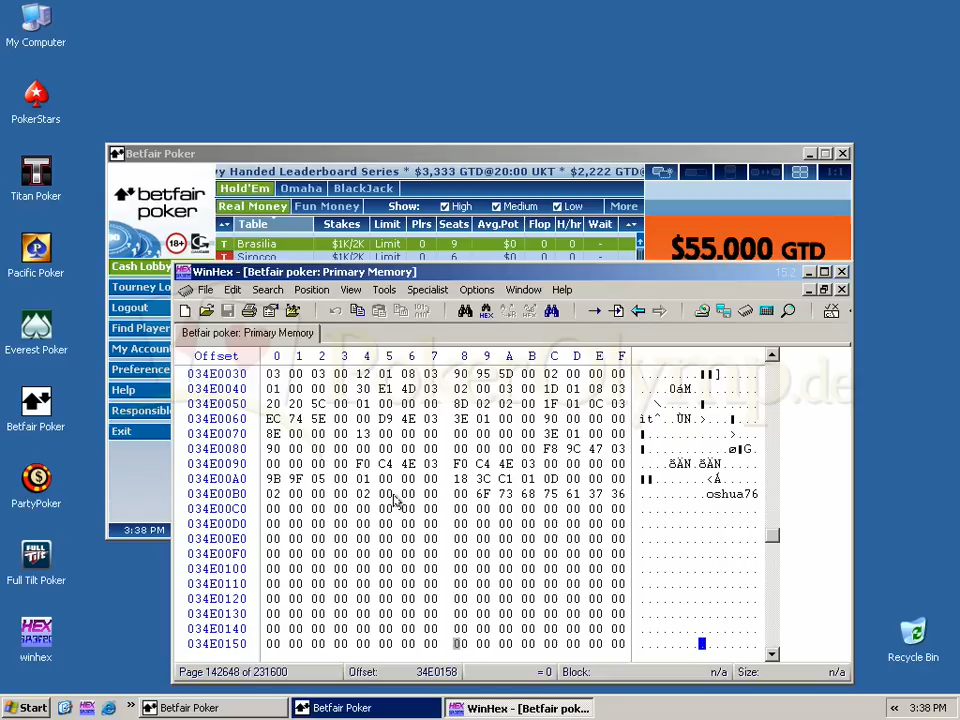 My Computer
PokerStars
Titan Poker
Pacific Poker
Everest Poker
Betfair Poker
PartyPoker
Full Tilt Poker
winhex
Recycle Bin
Betfair Poker
vy Handed Leaderboard Series * $3,333 GTD@20:00 UKT * $2,222 GTD
betfair poker
18+
Hold'Em Omaha BlackJack
Real Money Fun Money Show: High Medium Low More
Table Stakes Limit Plrs Seats Avg.Pot Flop H/hr Wait
T Brasilia $1K/2K Limit 0 9 $0 - - -
T Sirocco
$55,000 GTD
Cash Lobby
Tourney Lo
Logout
Find Player
My Account
Preference
Help
Responsible
Exit
3:38 PM
WinHex - [Betfair poker: Primary Memory] 15.2
File Edit Search Position View Tools Specialist Options Window Help
Betfair poker: Primary Memory
Offset 0 1 2 3 4 5 6 7 8 9 A B C D E F
034E0030 03 00 03 00 12 01 08 03 90 95 5D 00 02 00 00 00
034E0040 01 00 00 00 30 E1 4D 03 02 00 03 00 1D 01 08 03
034E0050 20 20 5C 00 01 00 00 00 8D 02 02 00 1F 01 0C 03
034E0060 EC 74 5E 00 00 D9 4E 03 3E 01 00 00 90 00 00 00
034E0070 8E 00 00 00 13 00 00 00 00 00 00 00 3E 01 00 00
034E0080 90 00 00 00 00 00 00 00 00 00 00 00 F8 9C 47 03
034E0090 00 00 00 00 F0 C4 4E 03 F0 C4 4E 03 00 00 00 00
034E00A0 9B 9F 05 00 01 00 00 00 18 3C C1 01 0D 00 00 00
034E00B0 02 00 00 00 02 00 00 00 00 6F 73 68 75 61 37 36 oshua76
034E00C0 00 00 00 00 00 00 00 00 00 00 00 00 00 00 00 00
034E00D0 00 00 00 00 00 00 00 00 00 00 00 00 00 00 00 00
034E00E0 00 00 00 00 00 00 00 00 00 00 00 00 00 00 00 00
034E00F0 00 00 00 00 00 00 00 00 00 00 00 00 00 00 00 00
034E0100 00 00 00 00 00 00 00 00 00 00 00 00 00 00 00 00
034E0110 00 00 00 00 00 00 00 00 00 00 00 00 00 00 00 00
034E0120 00 00 00 00 00 00 00 00 00 00 00 00 00 00 00 00
034E0130 00 00 00 00 00 00 00 00 00 00 00 00 00 00 00 00
034E0140 00 00 00 00 00 00 00 00 00 00 00 00 00 00 00 00
034E0150 00 00 00 00 00 00 00 00 00 00 00 00 00 00 00 00
Page 142648 of 231600 Offset: 34E0158 = 0 Block: n/a Size: n/a
Start Betfair Poker Betfair Poker WinHex - [Betfair pok... 3:38 PM